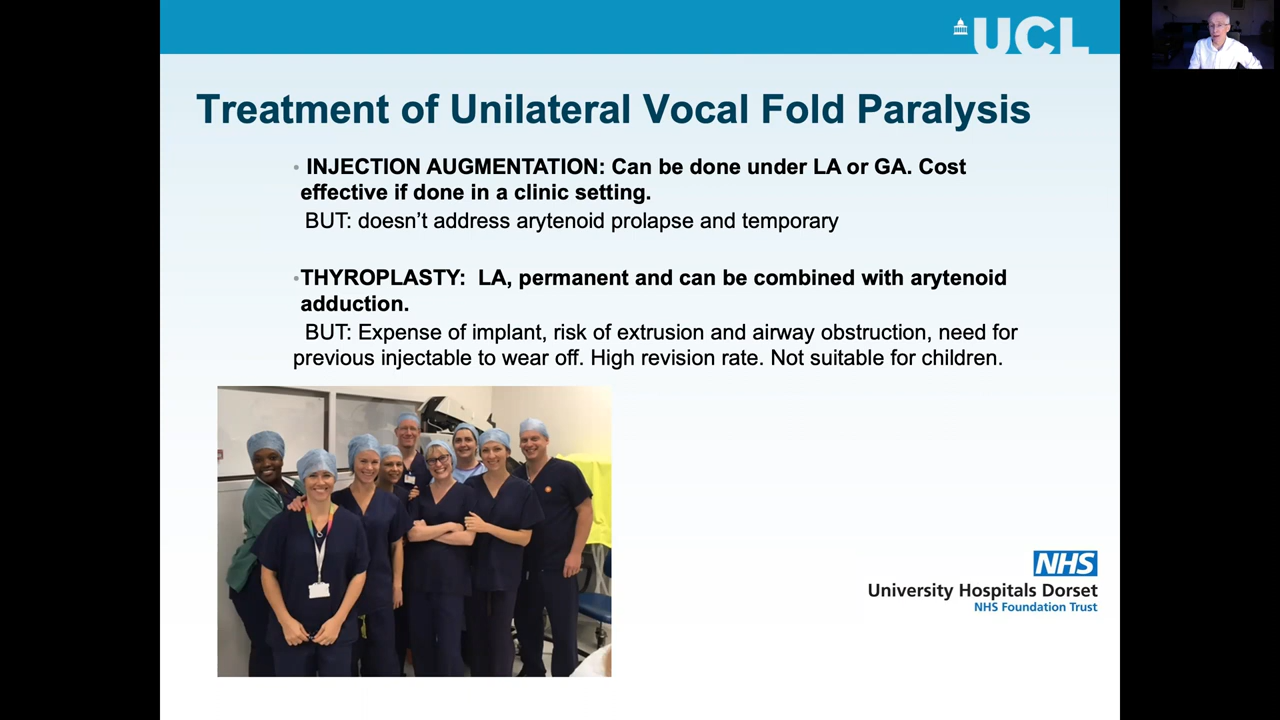 UCL
Treatment of Unilateral Vocal Fold Paralysis
• INJECTION AUGMENTATION: Can be done under LA or GA. Cost
effective if done in a clinic setting.
BUT: doesn’t address arytenoid prolapse and temporary
•THYROPLASTY: LA, permanent and can be combined with arytenoid
adduction.
BUT: Expense of implant, risk of extrusion and airway obstruction, need for
previous injectable to wear off. High revision rate. Not suitable for children.
NHS
University Hospitals Dorset
NHS Foundation Trust